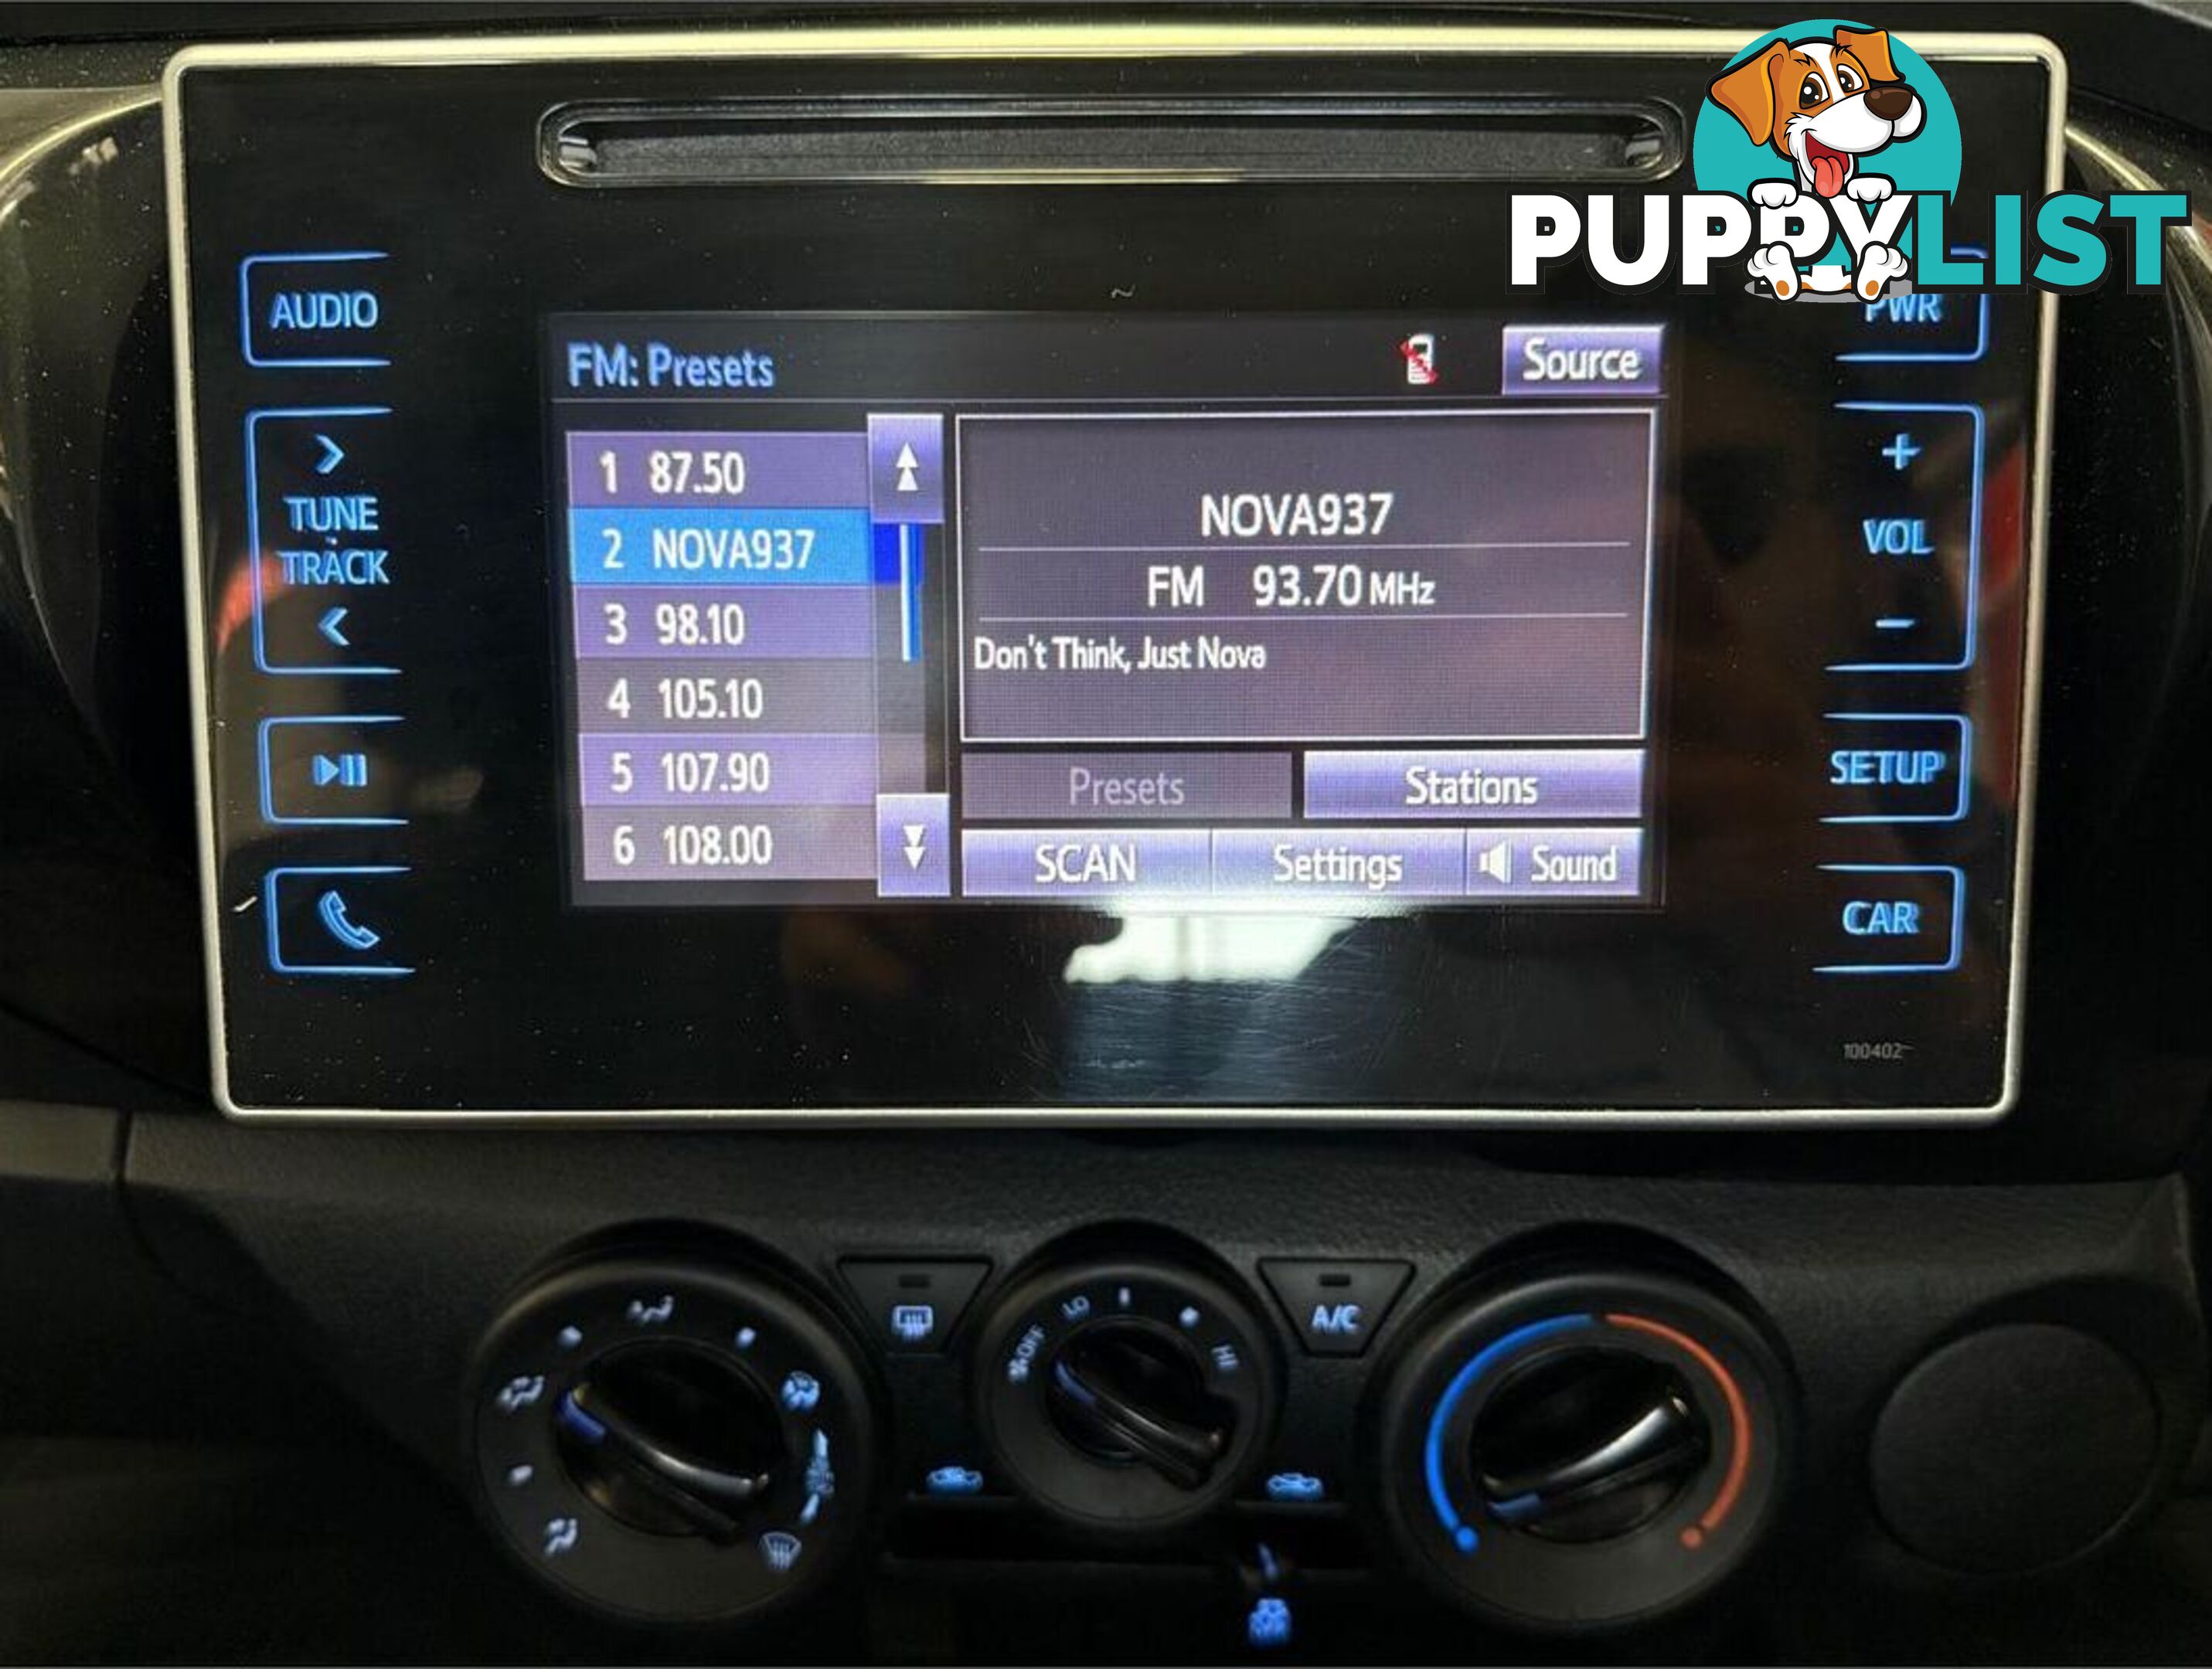 PUPPYLIST
AUDIO
TUNE
TRACK
PWR
+
VOL
-
SETUP
CAR
FM: Presets
Source
1 87.50
2 NOVA937
3 98.10
4 105.10
5 107.90
6 108.00
NOVA937
FM 93.70 MHz
Don't Think, Just Nova
Presets
Stations
SCAN
Settings
Sound
100402
OFF
LO
HI
A/C